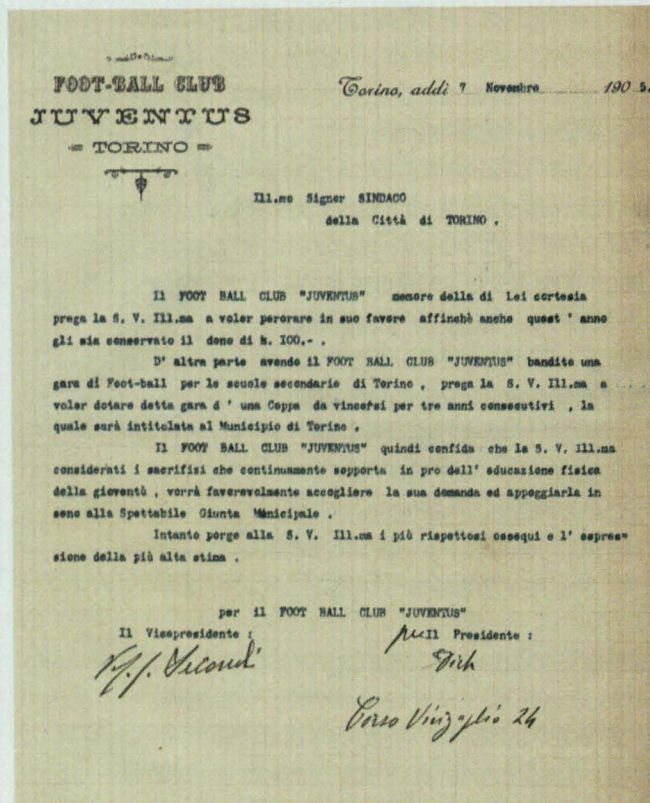 FOOT-BALL CLUB
JUVENTUS
TORINO
Torino, addì 7 Novembre 1905.
Ill.mo Signor SINDACO
della Città di TORINO .
Il FOOT BALL CLUB "JUVENTUS" memore della di Lei cortesia
prega la S. V. Ill.ma a voler perorare in suo favore affinchè anche quest ' anno
gli sia conservato il dono di £. I00.- .
D' altra parte avendo il FOOT BALL CLUB "JUVENTUS" bandito una
gara di Foot-ball per le scuole secondarie di Torino , prega la S. V. Ill.ma a
voler dotare detta gara d ' una Coppa da vincersi per tre anni consecutivi , la
quale sarà intitolata al Municipio di Torino .
Il FOOT BALL CLUB "JUVENTUS" quindi confida che la S. V. Ill.ma
considerati i sacrifizi che continuamente sopporta in pro dell' educazione fisica
della gioventù , vorrà favorevolmente accogliere la sua domanda ed appoggiarla in
seno alla Spettabile Giunta Municipale .
Intanto porge alla S. V. Ill.ma i più rispettosi ossequi e l' espres=
sione della più alta stima .
per il FOOT BALL CLUB "JUVENTUS"
Il Vicepresidente : per Il Presidente :
Secondi Dick
Corso Vinzaglio 24